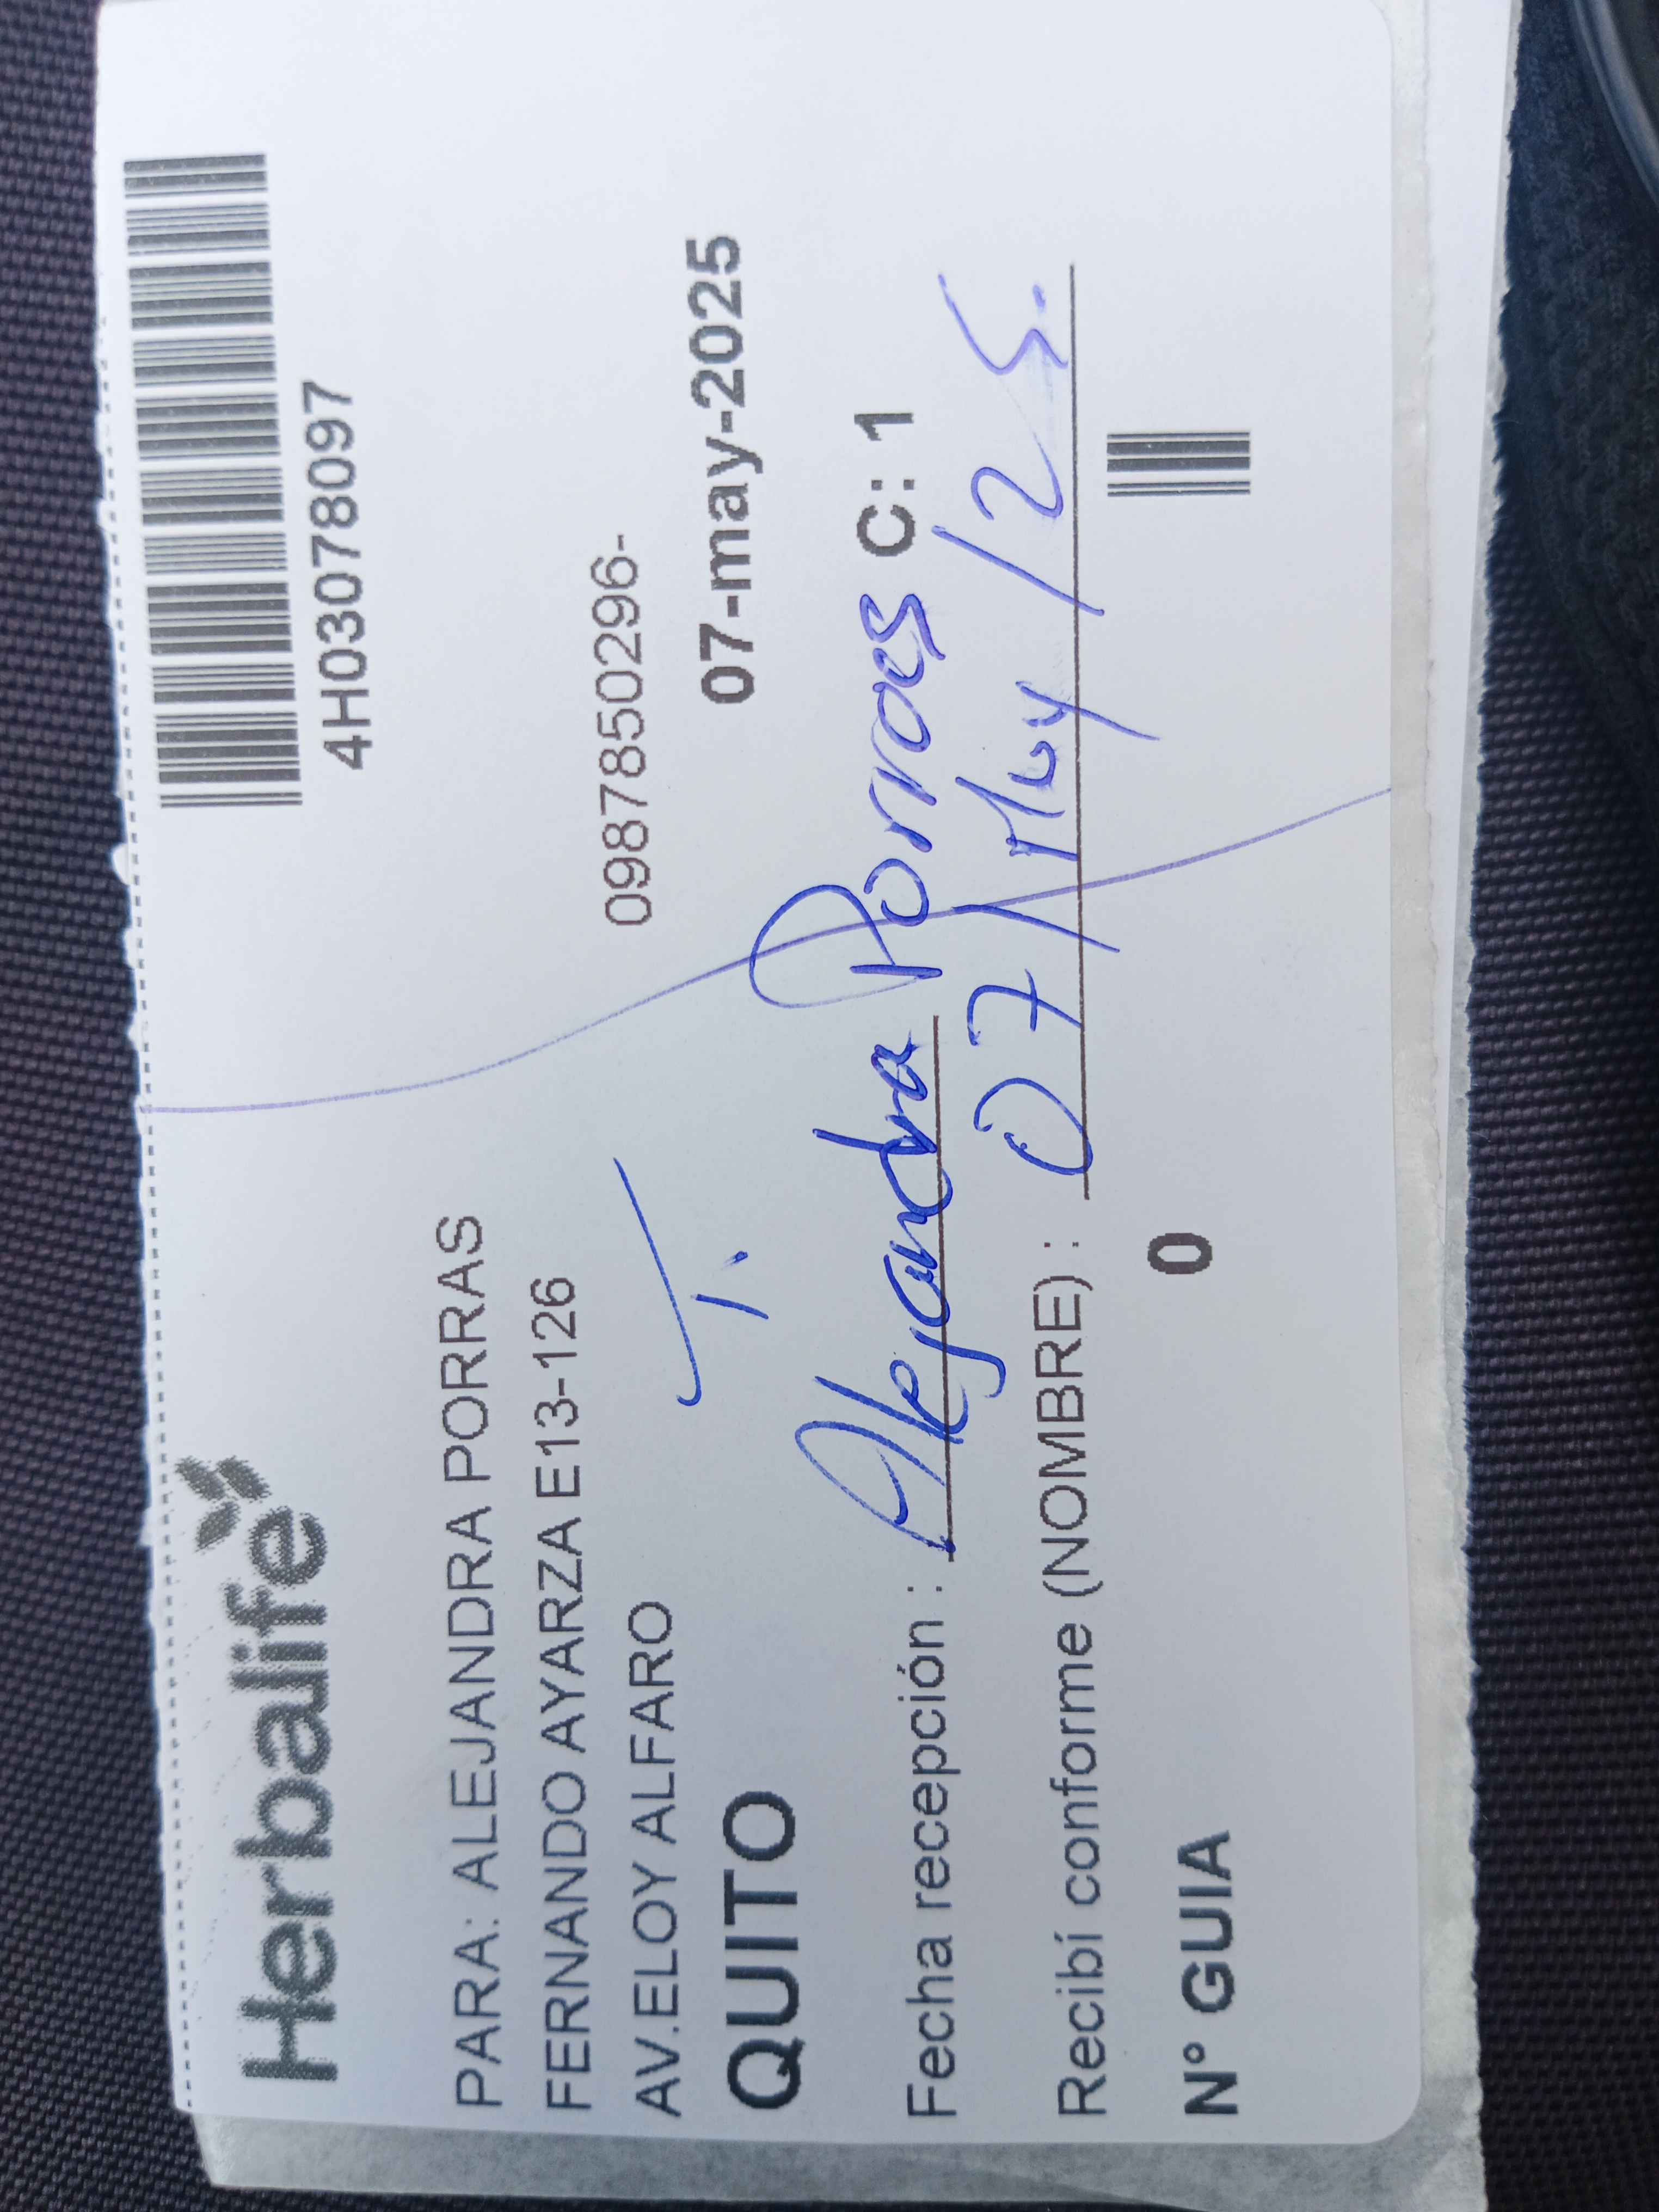 Herbalife
4H03078097
PARA: ALEJANDRA PORRAS
FERNANDO AYARZA E13-126
0987850296-
AV.ELOY ALFARO
QUITO
07-may-2025
Fecha recepción : Alejandra Porras C: 1
Recibí conforme (NOMBRE) : 07/May/25.
N° GUIA 0